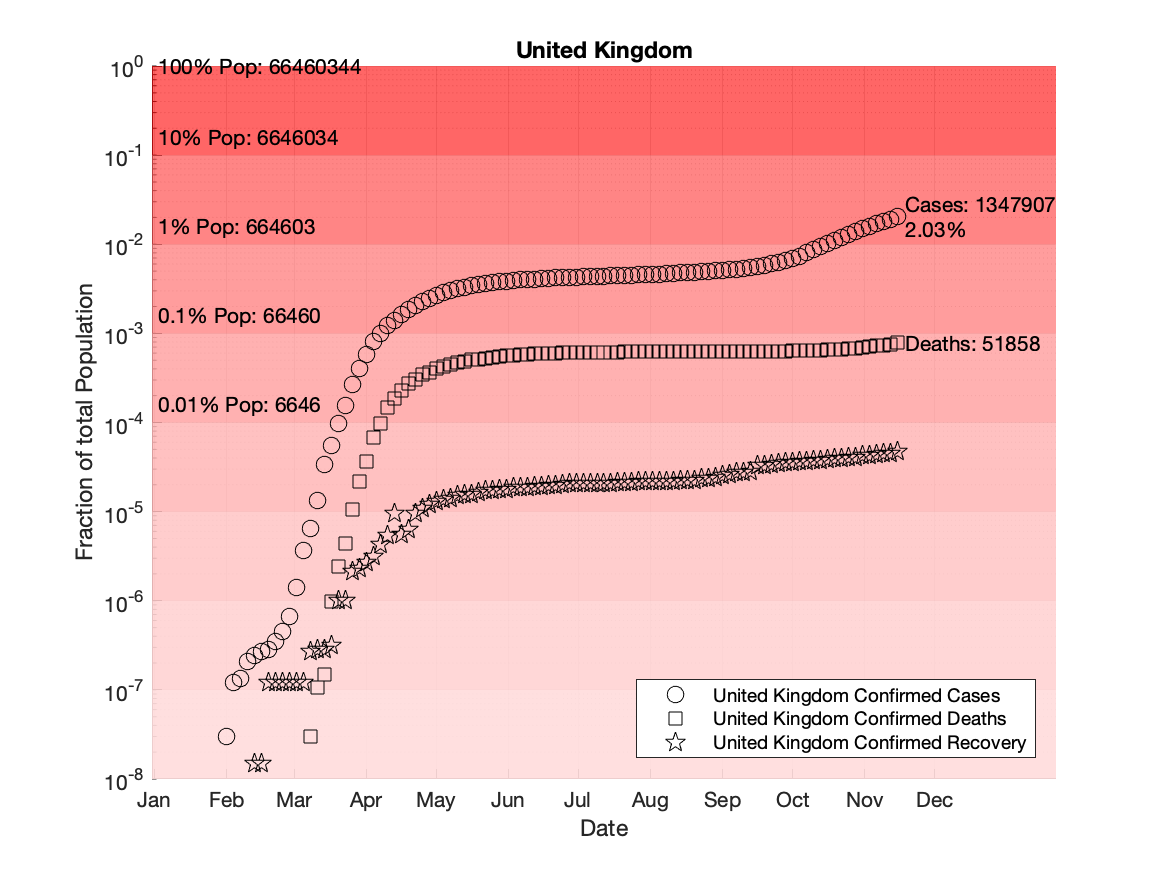 United Kingdom
10^0
100% Pop: 66460344
10% Pop: 6646034
10^-1
Cases: 1347907
1% Pop: 664603
2.03%
10^-2
0.1% Pop: 66460
10^-3
Deaths: 51858
0.01% Pop: 6646
10^-4
10^-5
10^-6
10^-7
10^-8
Fraction of total Population
United Kingdom Confirmed Cases
United Kingdom Confirmed Deaths
United Kingdom Confirmed Recovery
Jan Feb Mar Apr May Jun Jul Aug Sep Oct Nov Dec
Date